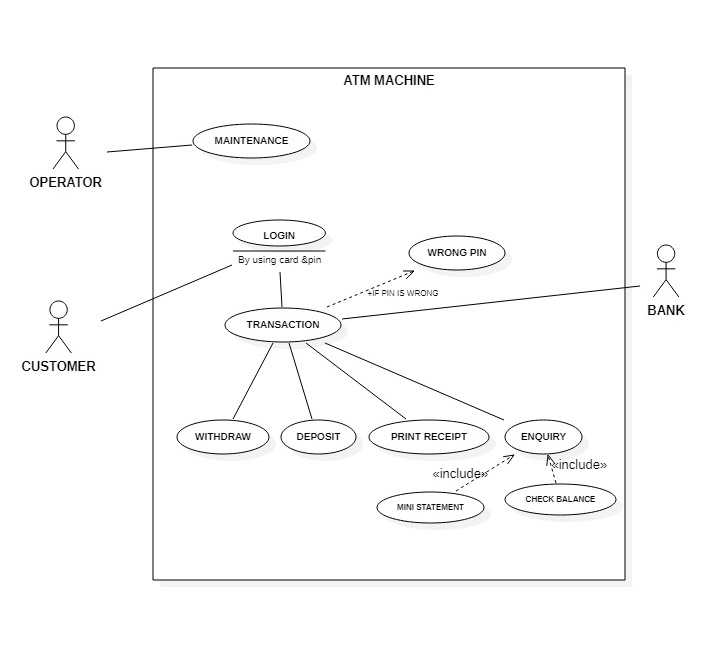 ATM MACHINE
MAINTENANCE
OPERATOR
LOGIN
By using card &pin
WRONG PIN
+IF PIN IS WRONG
BANK
TRANSACTION
CUSTOMER
WITHDRAW
DEPOSIT
PRINT RECEIPT
ENQUIRY
«include»
«include»
MINI STATEMENT
CHECK BALANCE